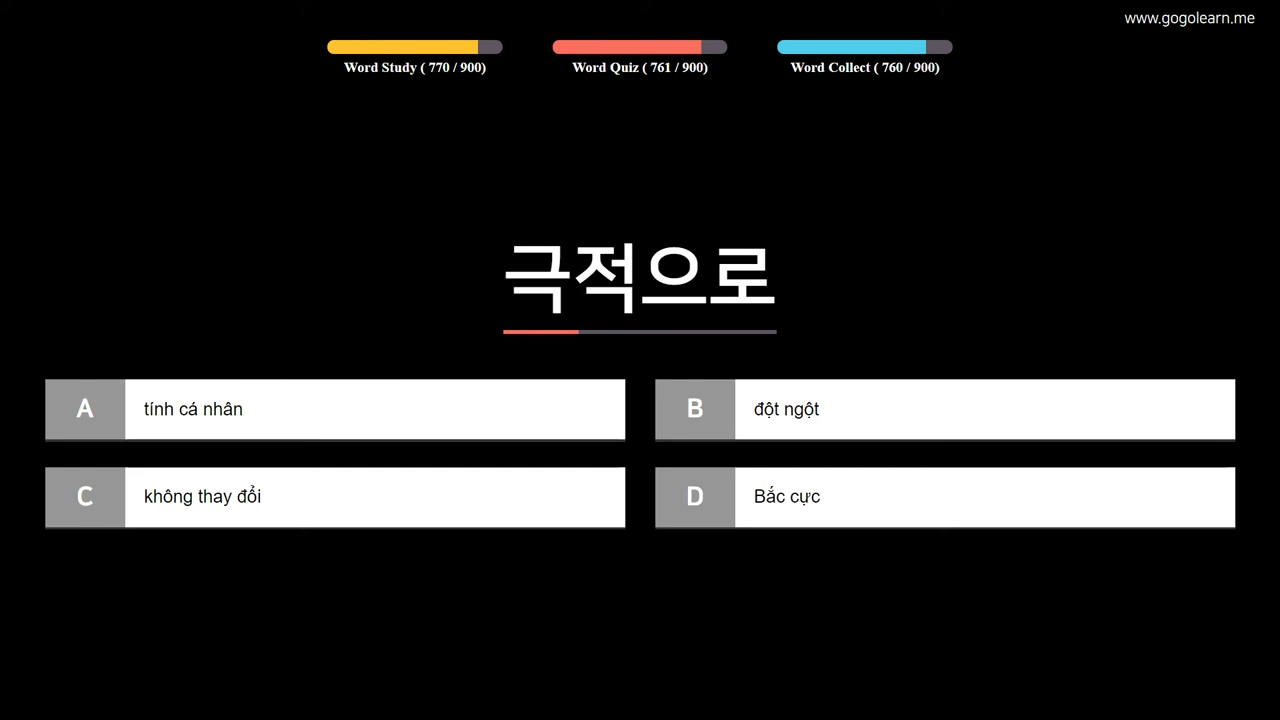 www.gogolearn.me
Word Study ( 770 / 900)
Word Quiz ( 761 / 900)
Word Collect ( 760 / 900)
극적으로
A tính cá nhân
B đột ngột
C không thay đổi
D Bắc cực